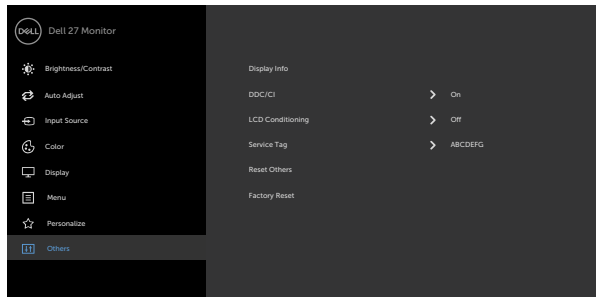 DELL Dell 27 Monitor
Brightness/Contrast
Auto Adjust
Input Source
Color
Display
Menu
Personalize
Others
Display Info
DDC/CI On
LCD Conditioning Off
Service Tag ABCDEFG
Reset Others
Factory Reset